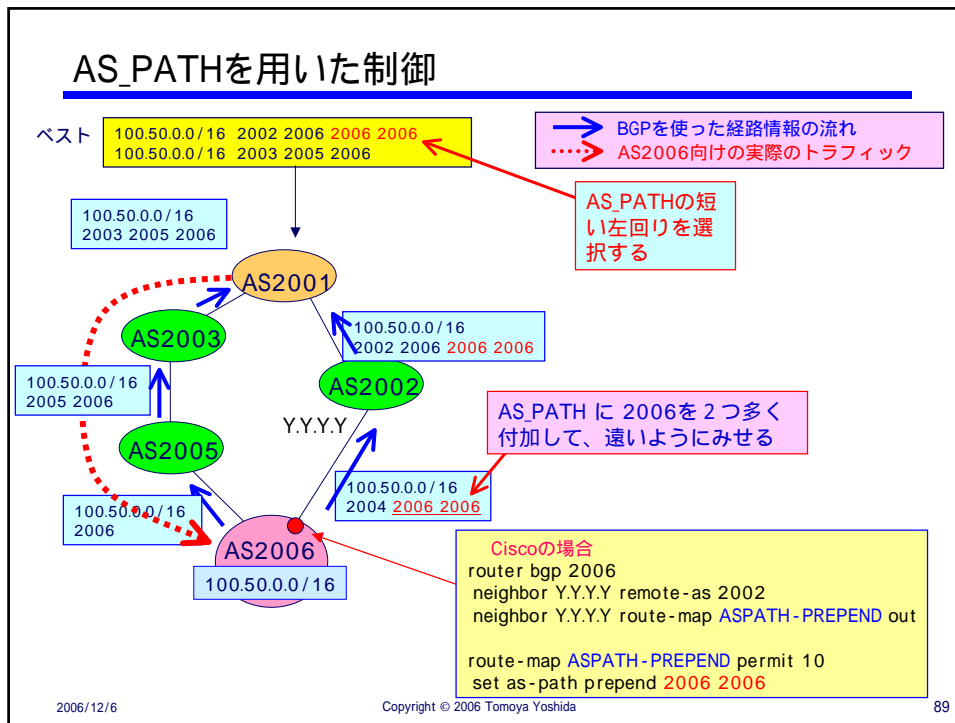 AS_PATHを用いた制御
ベスト
100.50.0.0/16 2002 2006 2006 2006
100.50.0.0/16 2003 2005 2006
BGPを使った経路情報の流れ
AS2006向けの実際のトラフィック
AS_PATHの短
い左回りを選
択する
100.50.0.0/16
2003 2005 2006
AS2001
AS2003
100.50.0.0/16
2002 2006 2006 2006
AS2002
100.50.0.0/16
2005 2006
Y.Y.Y.Y
AS_PATH に 2006を２つ多く
付加して、遠いようにみせる
AS2005
100.50.0.0/16
2004 2006 2006
100.50.0.0/16
2006
AS2006
100.50.0.0/16
Ciscoの場合
router bgp 2006
neighbor Y.Y.Y.Y remote-as 2002
neighbor Y.Y.Y.Y route-map ASPATH-PREPEND out
route-map ASPATH-PREPEND permit 10
set as-path prepend 2006 2006
2006/12/6
Copyright © 2006 Tomoya Yoshida
89